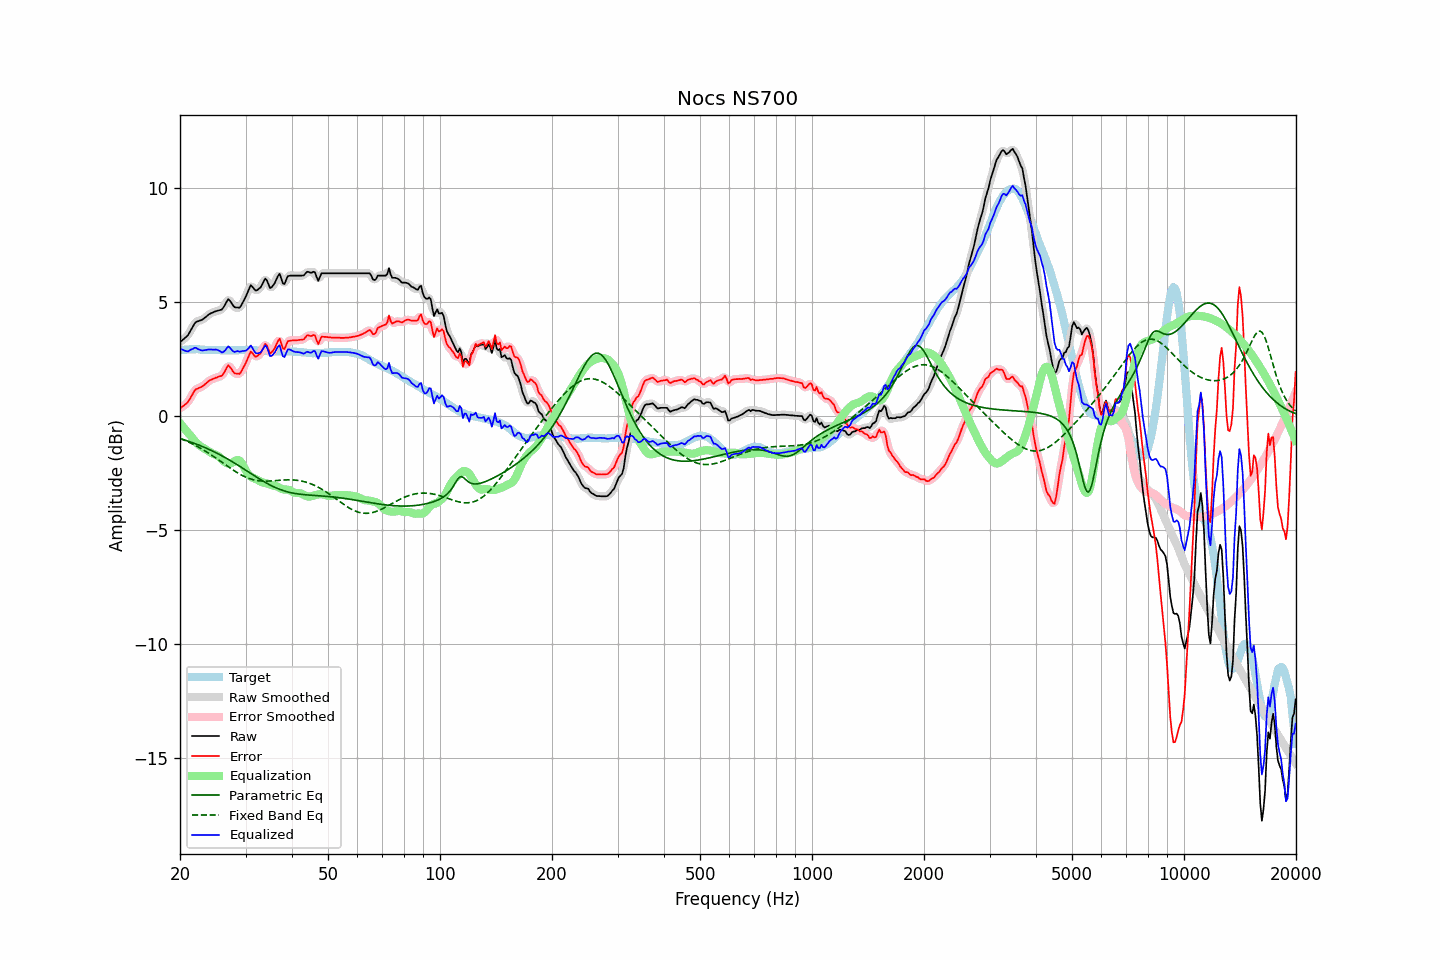 Nocs NS700
Amplitude (dBr)
10
5
0
−5
−10
−15
Target
Raw Smoothed
Error Smoothed
Raw
Error
Equalization
Parametric Eq
Fixed Band Eq
Equalized
20 50 100 200 500 1000 2000 5000 10000 20000
Frequency (Hz)